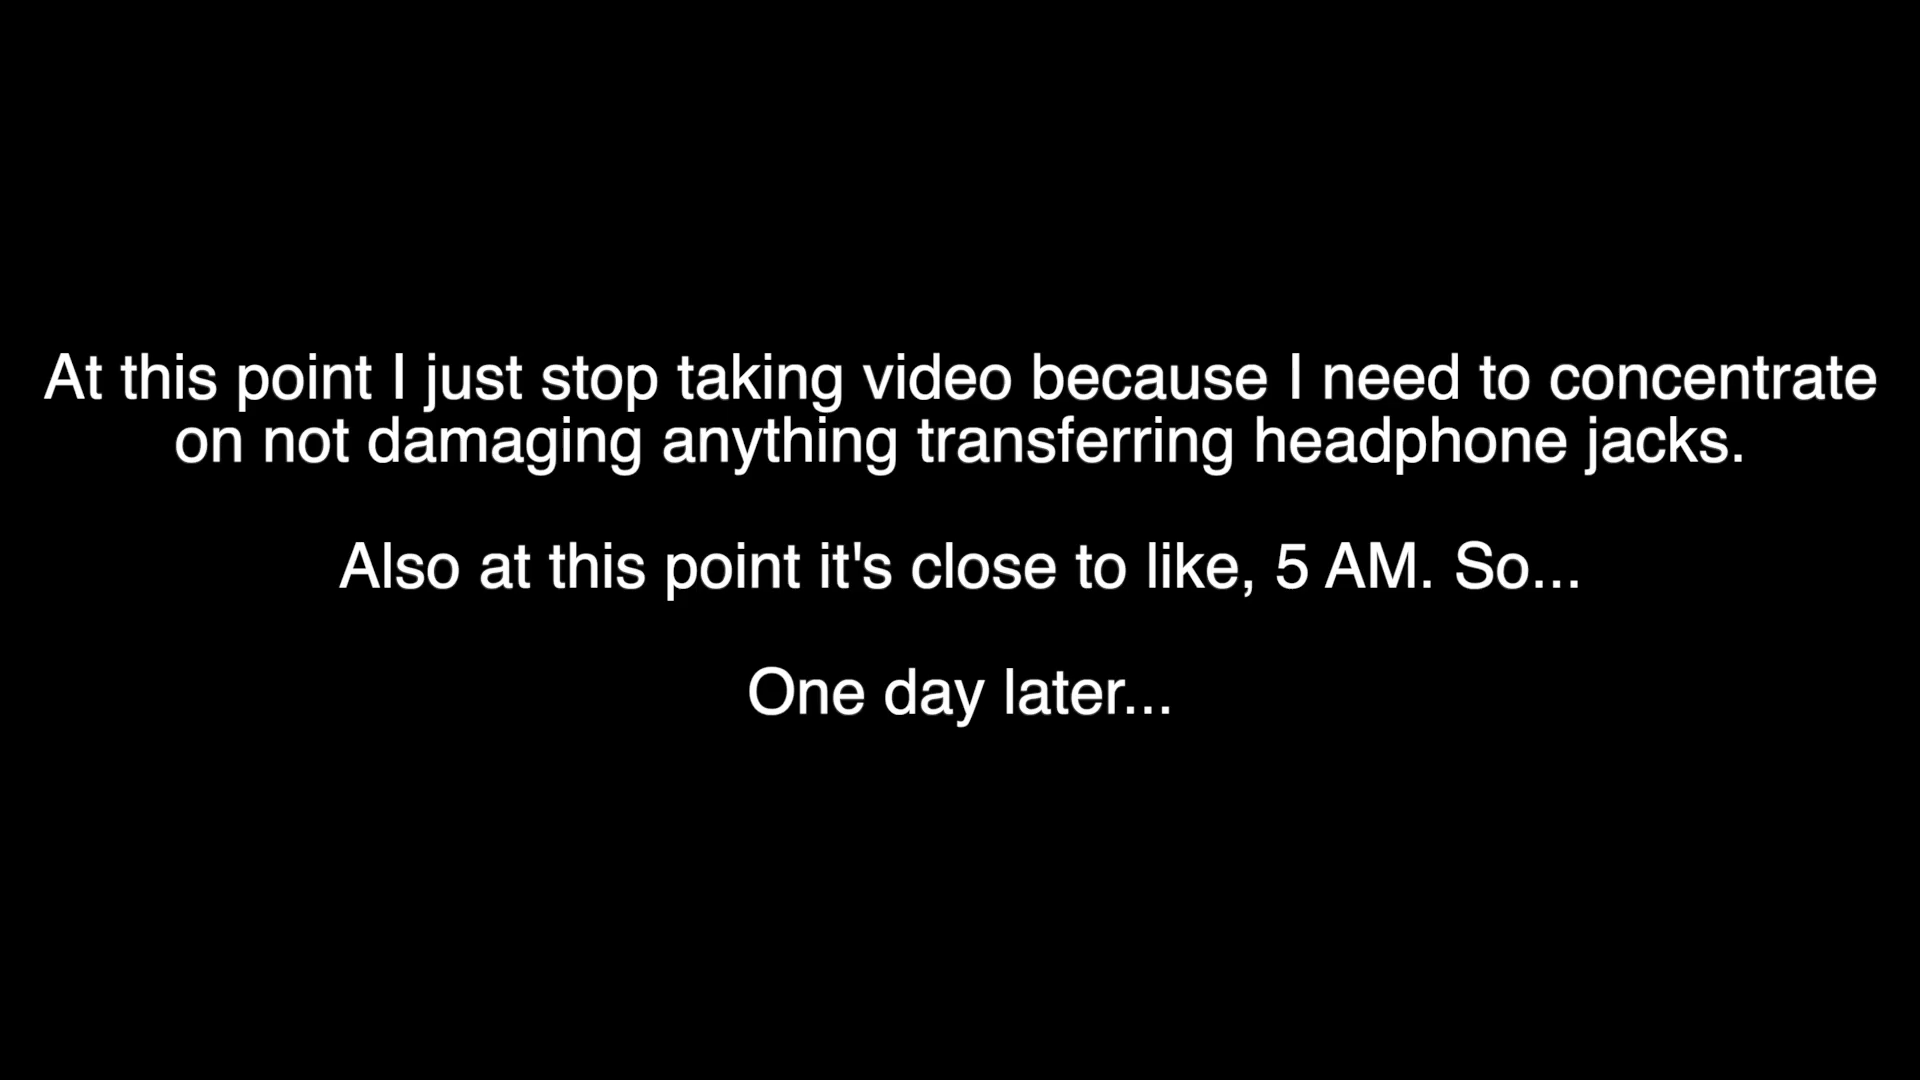 At this point I just stop taking video because I need to concentrate
on not damaging anything transferring headphone jacks.
Also at this point it's close to like, 5 AM. So...
One day later...